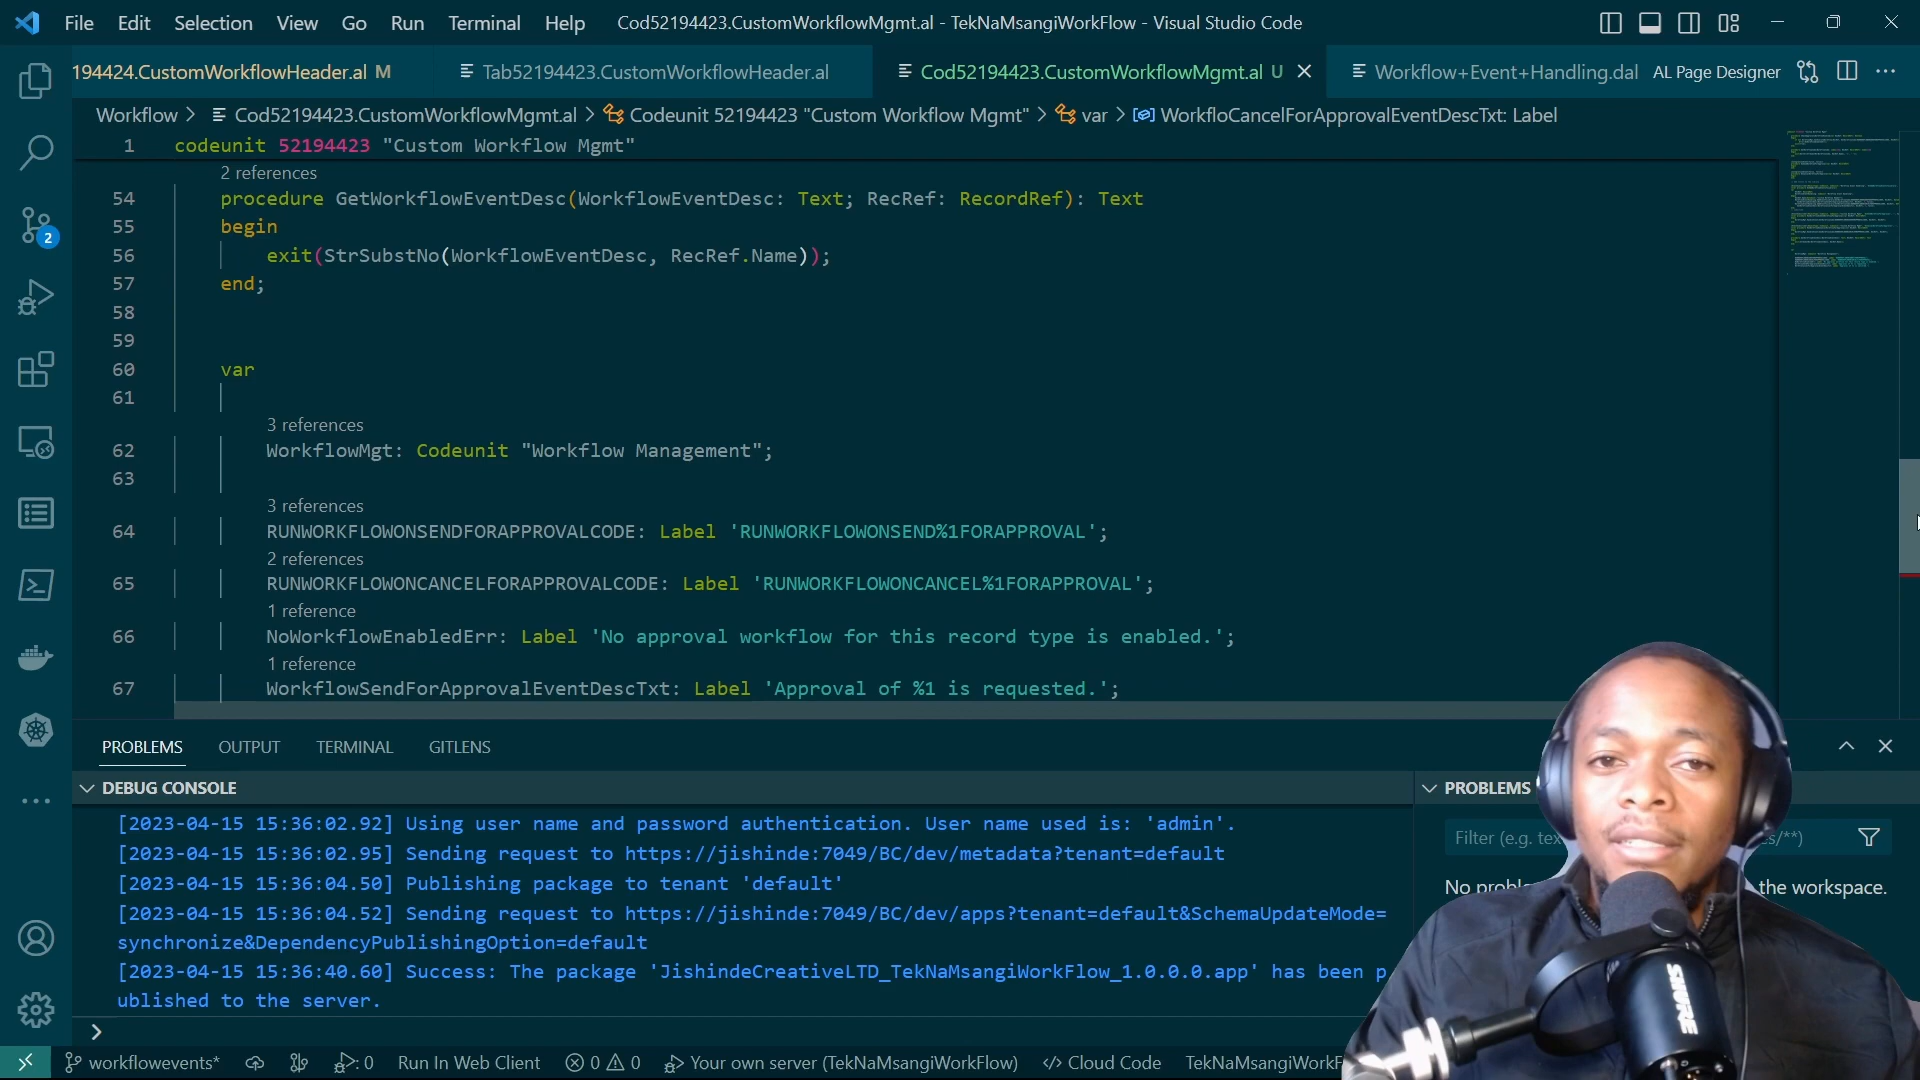 File Edit Selection View Go Run Terminal Help Cod52194423.CustomWorkflowMgmt.al - TekNaMsangiWorkFlow - Visual Studio Code
194424.CustomWorkflowHeader.al M Tab52194423.CustomWorkflowHeader.al Cod52194423.CustomWorkflowMgmt.al U Workflow+Event+Handling.dal AL Page Designer
Workflow > Cod52194423.CustomWorkflowMgmt.al > Codeunit 52194423 "Custom Workflow Mgmt" > var > WorkfloCancelForApprovalEventDescTxt: Label
1 codeunit 52194423 "Custom Workflow Mgmt"
2 references
54 procedure GetWorkflowEventDesc(WorkflowEventDesc: Text; RecRef: RecordRef): Text
55 begin
56 exit(StrSubstNo(WorkflowEventDesc, RecRef.Name));
57 end;
58
59
60 var
61
3 references
62 WorkflowMgt: Codeunit "Workflow Management";
63
3 references
64 RUNWORKFLOWONSENDFORAPPROVALCODE: Label 'RUNWORKFLOWONSEND%1FORAPPROVAL';
2 references
65 RUNWORKFLOWONCANCELFORAPPROVALCODE: Label 'RUNWORKFLOWONCANCEL%1FORAPPROVAL';
1 reference
66 NoWorkflowEnabledErr: Label 'No approval workflow for this record type is enabled.';
1 reference
67 WorkflowSendForApprovalEventDescTxt: Label 'Approval of %1 is requested.';
2
PROBLEMS OUTPUT TERMINAL GITLENS
DEBUG CONSOLE
[2023-04-15 15:36:02.92] Using user name and password authentication. User name used is: 'admin'.
[2023-04-15 15:36:02.95] Sending request to https://jishinde:7049/BC/dev/metadata?tenant=default
[2023-04-15 15:36:04.50] Publishing package to tenant 'default'
[2023-04-15 15:36:04.52] Sending request to https://jishinde:7049/BC/dev/apps?tenant=default&SchemaUpdateMode=
synchronize&DependencyPublishingOption=default
[2023-04-15 15:36:40.60] Success: The package 'JishindeCreativeLTD_TekNaMsangiWorkFlow_1.0.0.0.app' has been p
ublished to the server.
>
PROBLEMS
Filter (e.g. es/**)
No the workspace.
SHURE
workflowevents* 0 Run In Web Client 0 0 Your own server (TekNaMsangiWorkFlow) Cloud Code